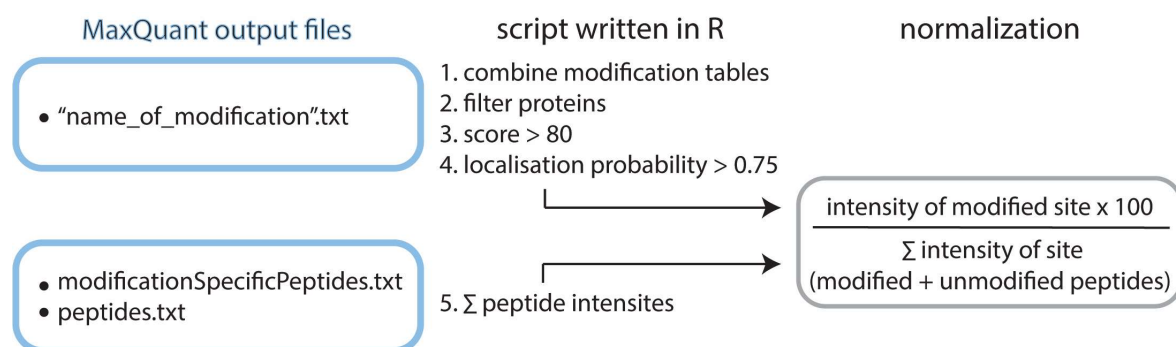 MaxQuant output files
• “name_of_modification”.txt
• modificationSpecificPeptides.txt
• peptides.txt
script written in R
1. combine modification tables
2. filter proteins
3. score > 80
4. localisation probability > 0.75
5. Σ peptide intensites
normalization
intensity of modified site x 100
Σ intensity of site
(modified + unmodified peptides)